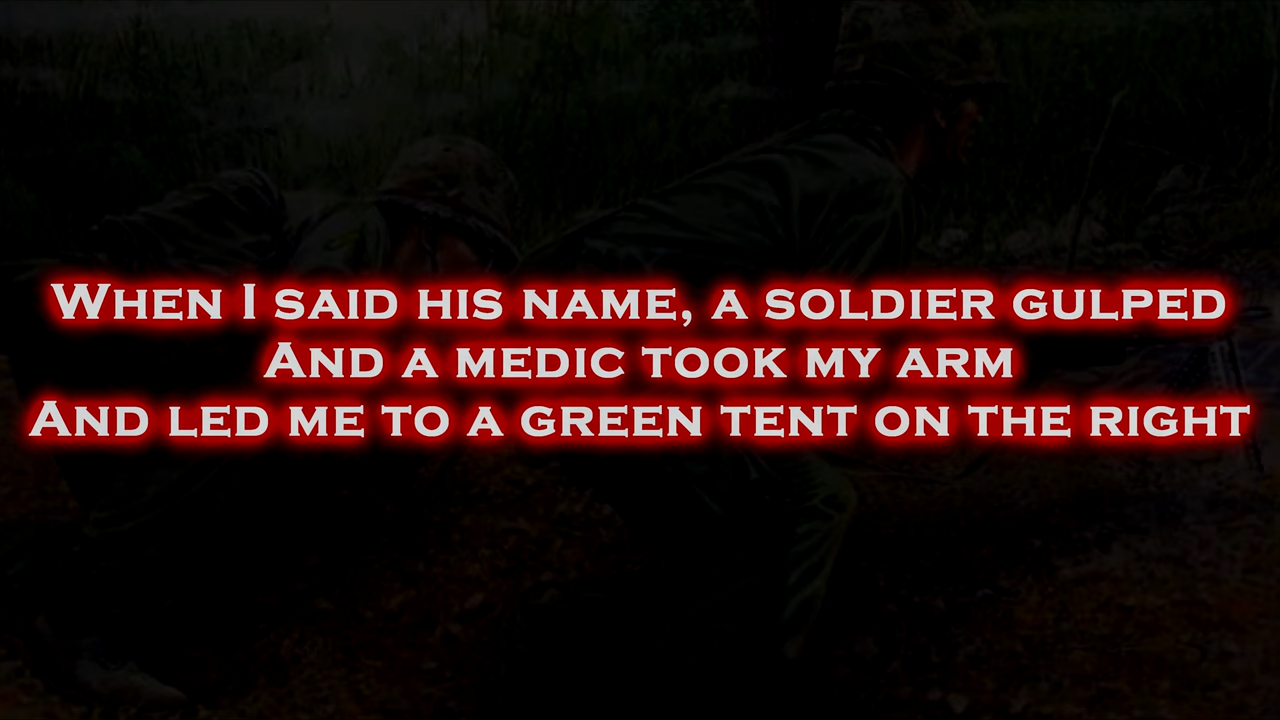 When I said his name, a soldier gulped
And a medic took my arm
And led me to a green tent on the right